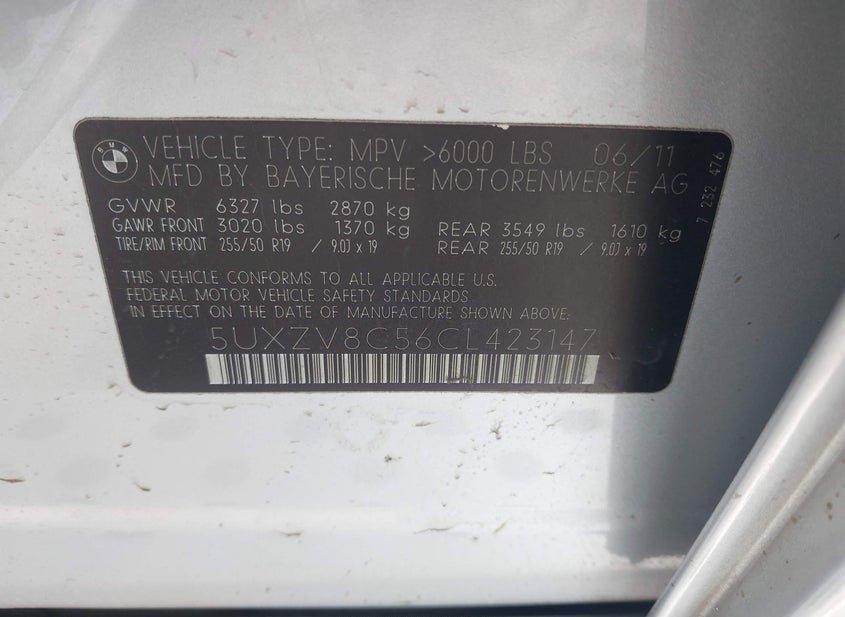 BMW
VEHICLE TYPE: MPV >6000 LBS 06/11
MFD BY BAYERISCHE MOTORENWERKE AG
GVWR 6327 lbs 2870 kg
GAWR FRONT 3020 lbs 1370 kg REAR 3549 lbs 1610 kg
TIRE/RIM FRONT 255/50 R19 / 9.0J x 19 REAR 255/50 R19 / 9.0J x 19
THIS VEHICLE CONFORMS TO ALL APPLICABLE U.S.
FEDERAL MOTOR VEHICLE SAFETY STANDARDS
IN EFFECT ON THE DATE OF MANUFACTURE SHOWN ABOVE:
5UXZV8C56CL423147
7 232 476